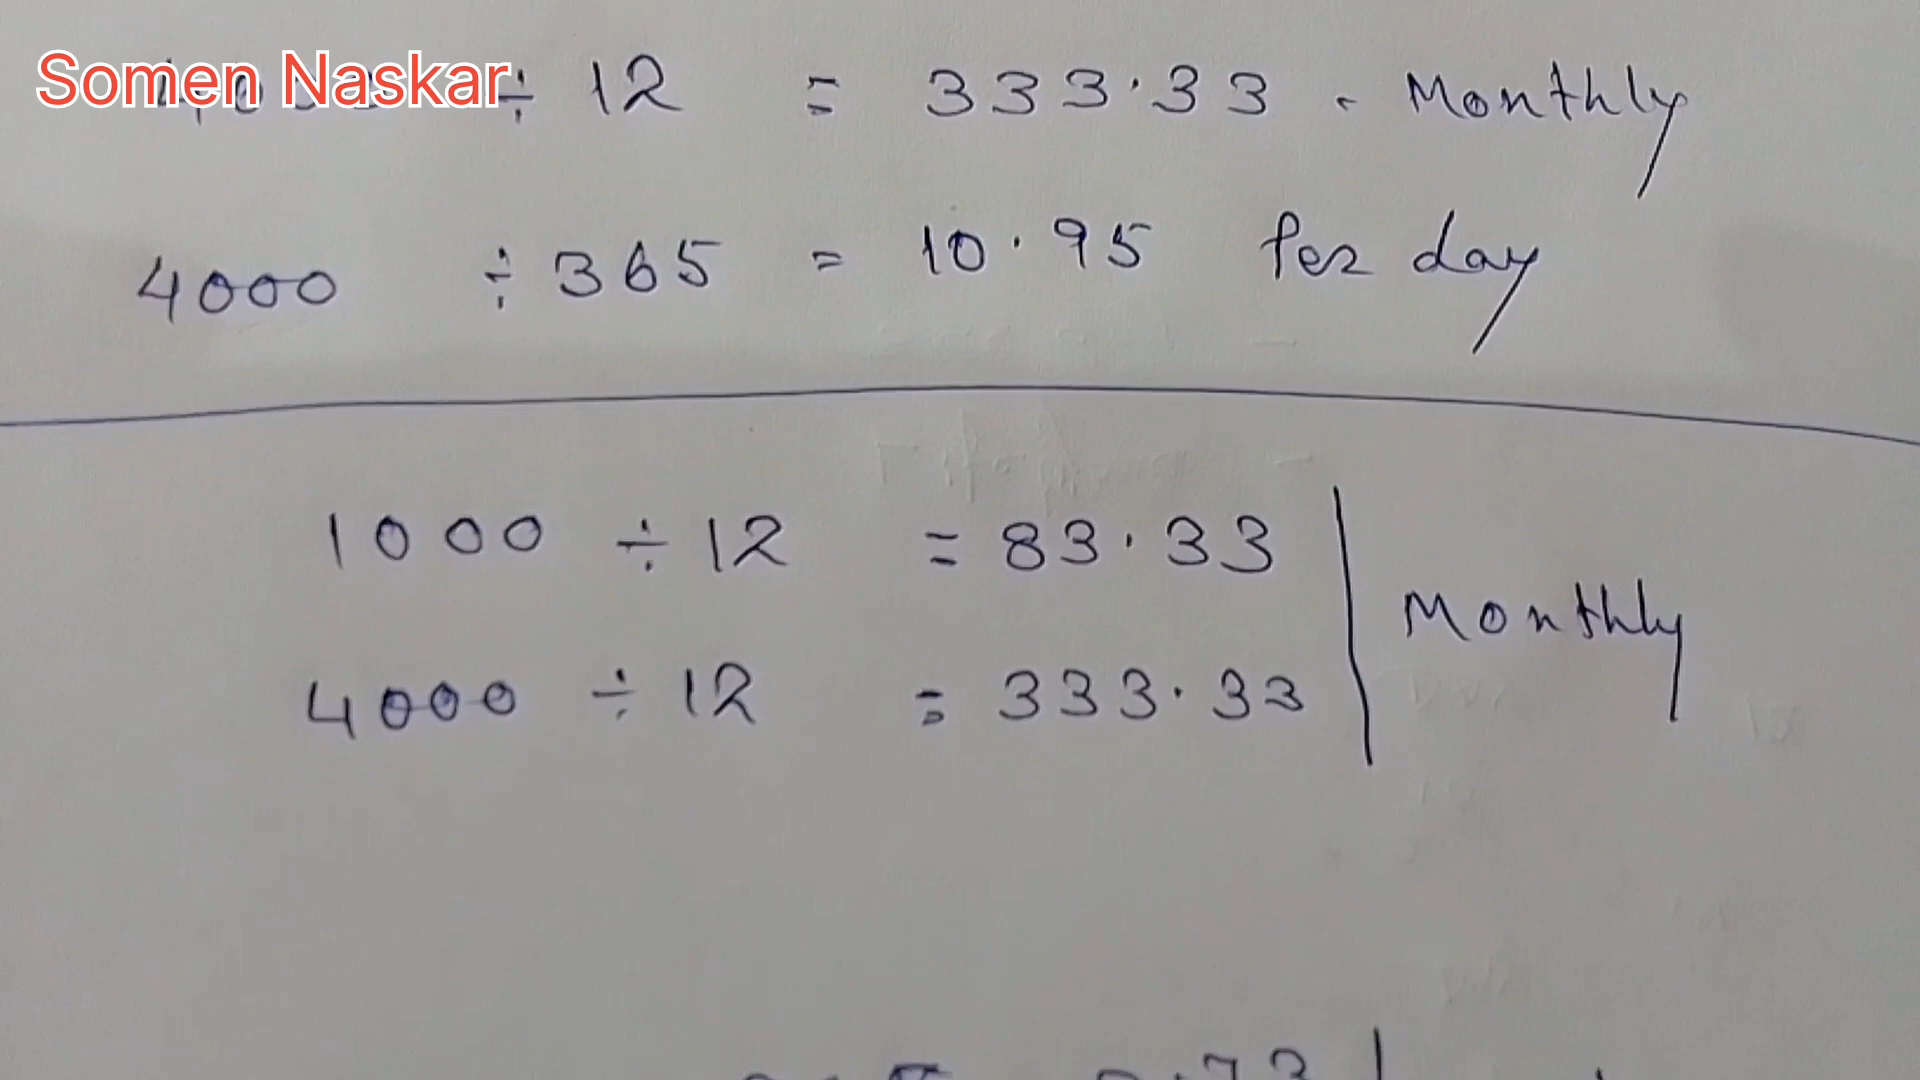 Somen Naskar
4000 ÷ 12 = 333.33 - Monthly
4000 ÷ 365 = 10.95 Per day
1000 ÷ 12 = 83.33
Monthly
4000 ÷ 12 = 333.33